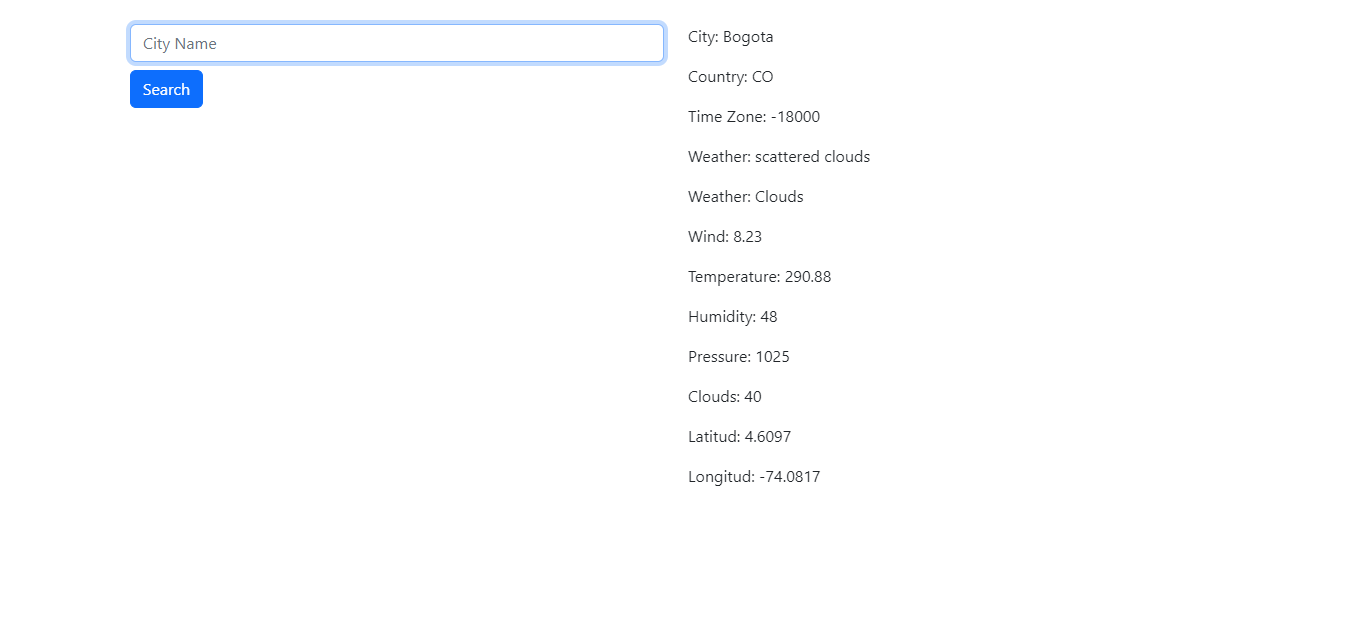 City Name
Search
City: Bogota
Country: CO
Time Zone: -18000
Weather: scattered clouds
Weather: Clouds
Wind: 8.23
Temperature: 290.88
Humidity: 48
Pressure: 1025
Clouds: 40
Latitud: 4.6097
Longitud: -74.0817